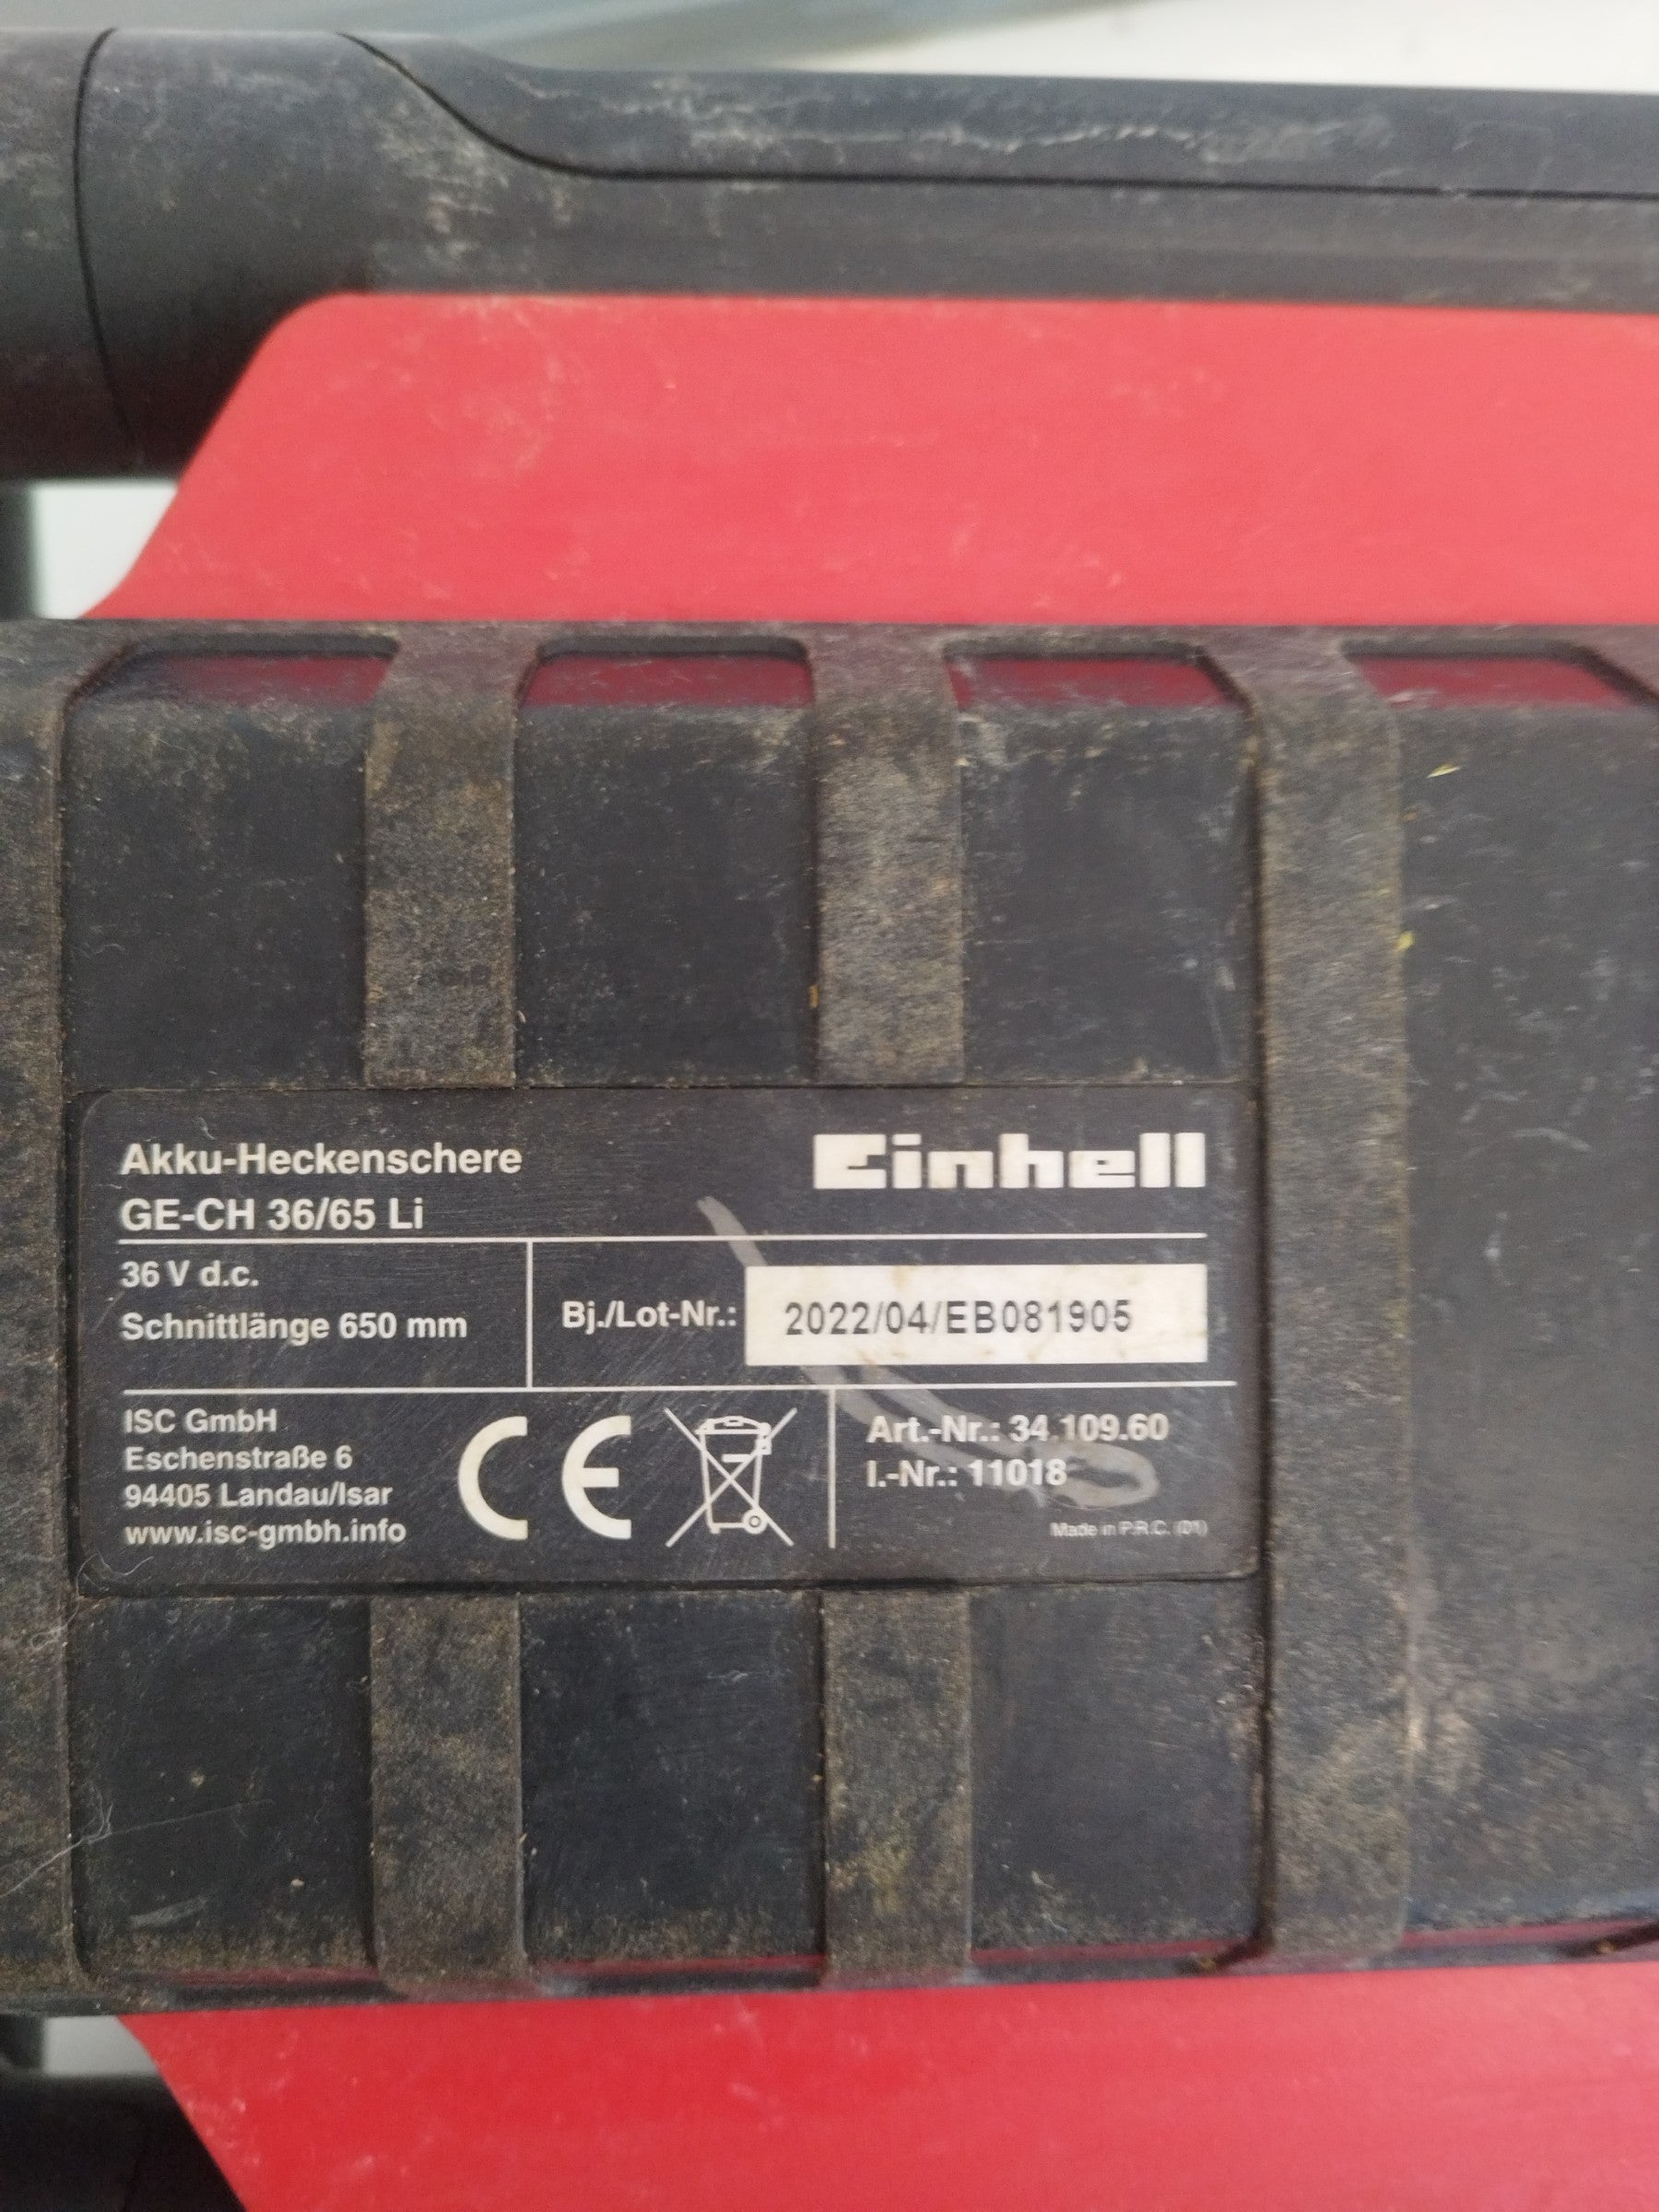 Akku-Heckenschere
GE-CH 36/65 Li
Einhell
36 V d.c.
Schnittlänge 650 mm
Bj./Lot-Nr.:
2022/04/EB081905
ISC GmbH
Eschenstraße 6
94405 Landau/Isar
www.isc-gmbh.info
CE
Art.-Nr.: 34.109.60
I.-Nr.: 11018
Made in P.R.C. (01)